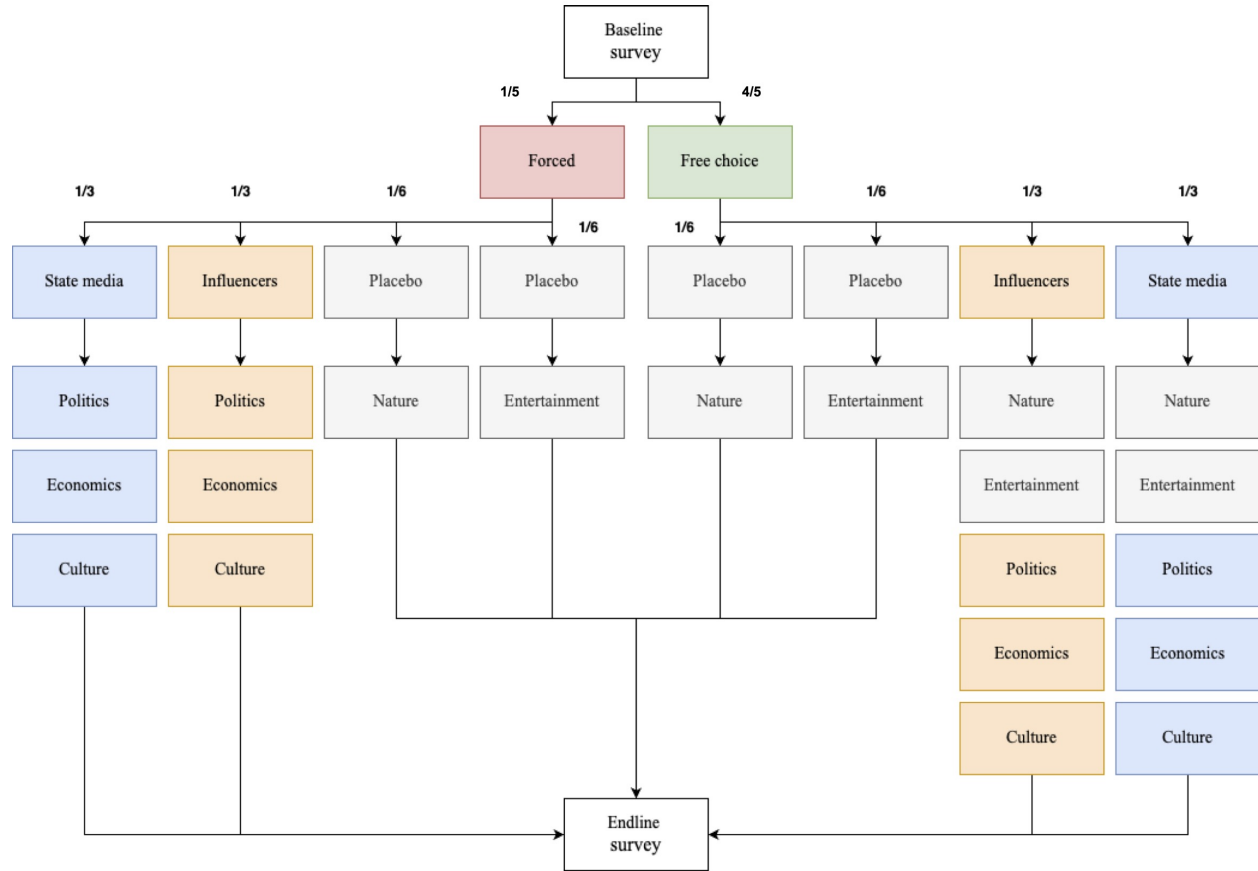 Baseline
survey
1/5
4/5
Forced
Free choice
1/3
1/3
1/6
1/6
1/6
1/6
1/3
1/3
State media
Influencers
Placebo
Placebo
Placebo
Placebo
Influencers
State media
Politics
Politics
Nature
Entertainment
Nature
Entertainment
Nature
Nature
Economics
Economics
Entertainment
Entertainment
Culture
Culture
Politics
Politics
Economics
Economics
Culture
Culture
Endline
survey